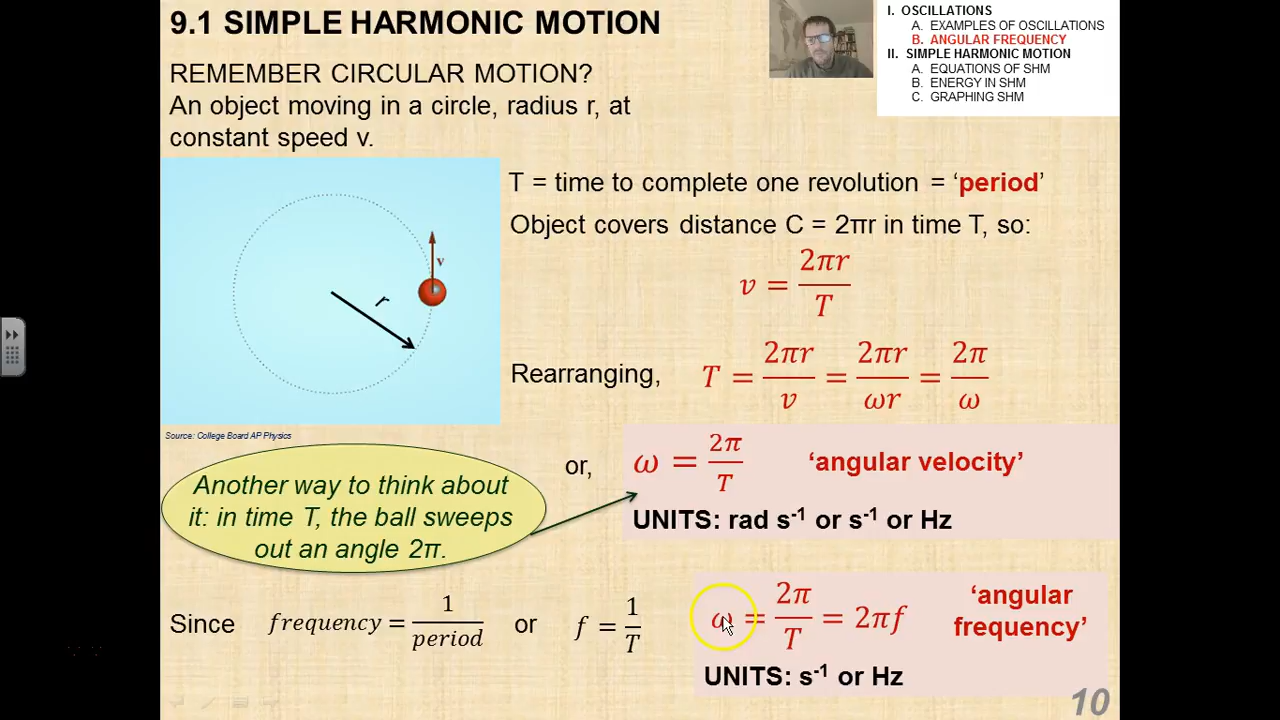 9.1 SIMPLE HARMONIC MOTION
I. OSCILLATIONS
A. EXAMPLES OF OSCILLATIONS
B. ANGULAR FREQUENCY
II. SIMPLE HARMONIC MOTION
A. EQUATIONS OF SHM
B. ENERGY IN SHM
C. GRAPHING SHM
REMEMBER CIRCULAR MOTION?
An object moving in a circle, radius r, at
constant speed v.
v
r
Source: College Board AP Physics
T = time to complete one revolution = ‘period’
Object covers distance C = 2πr in time T, so:
v = 2πr/T
Rearranging, T = 2πr/v = 2πr/ωr = 2π/ω
or, ω = 2π/T ‘angular velocity’
UNITS: rad s⁻¹ or s⁻¹ or Hz
Another way to think about
it: in time T, the ball sweeps
out an angle 2π.
Since frequency = 1/period or f = 1/T
ω = 2π/T = 2πf ‘angular
frequency’
UNITS: s⁻¹ or Hz
10